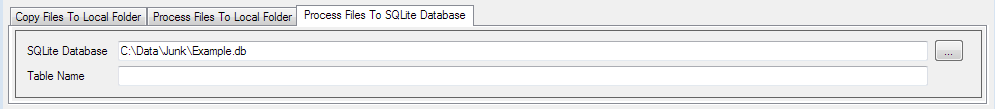 Copy Files To Local Folder Process Files To Local Folder Process Files To SQLite Database
SQLite Database C:\Data\Junk\Example.db ...
Table Name